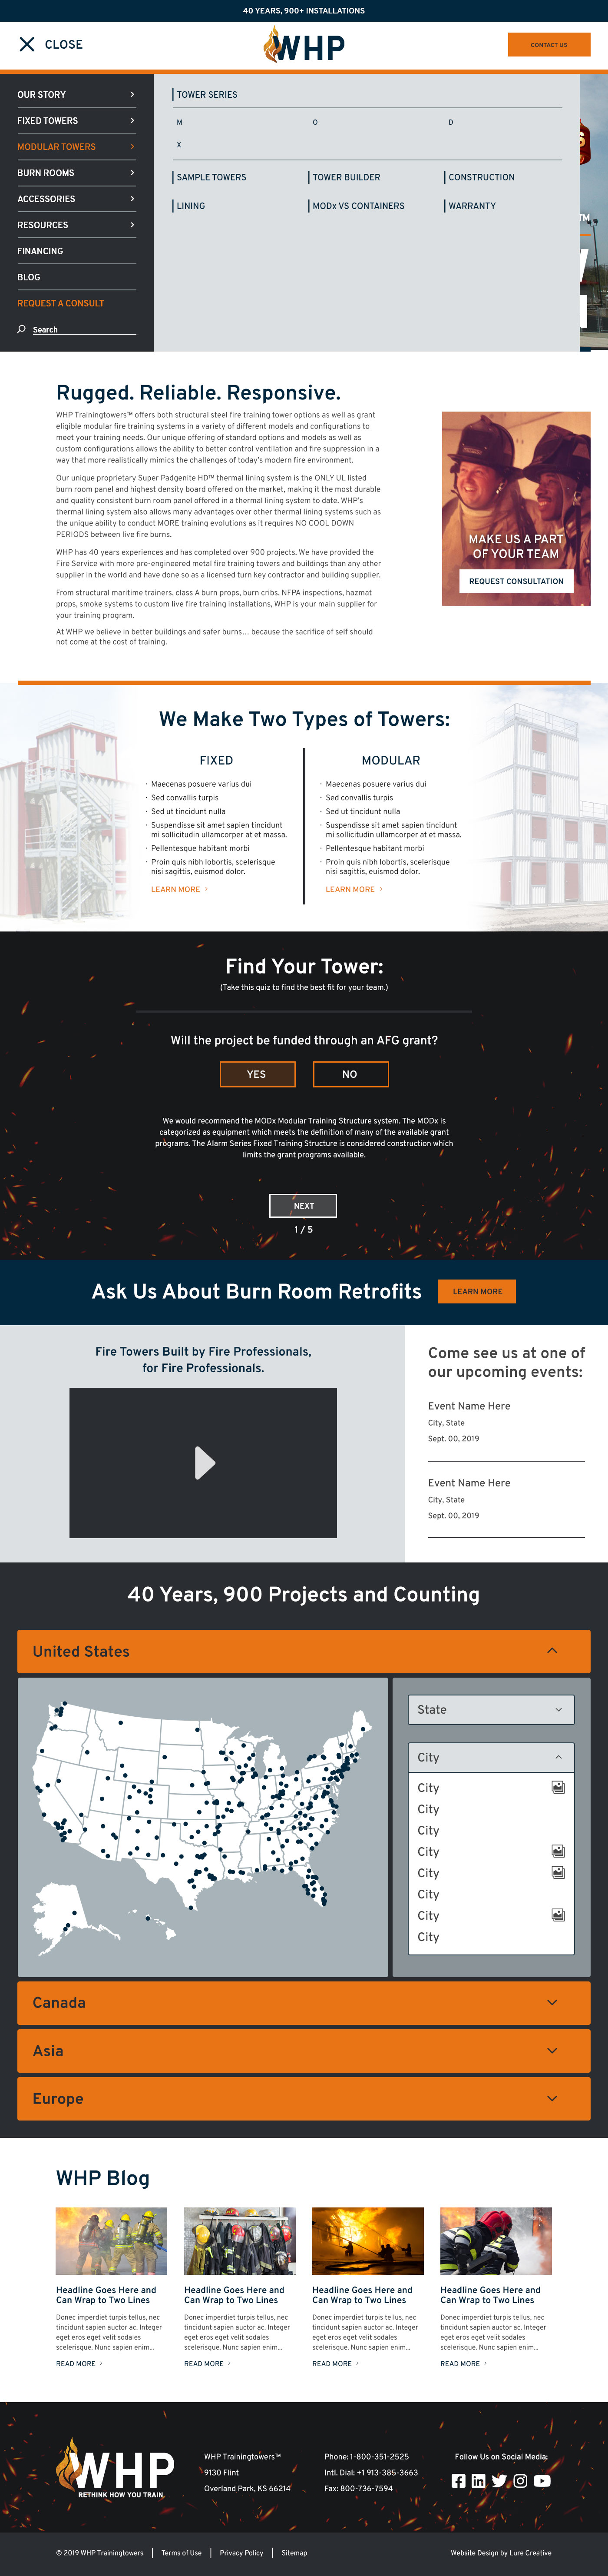 40 YEARS, 900+ INSTALLATIONS
CLOSE
WHP
CONTACT US
OUR STORY
FIXED TOWERS
MODULAR TOWERS
BURN ROOMS
ACCESSORIES
RESOURCES
FINANCING
BLOG
REQUEST A CONSULT
Search
TOWER SERIES
M O D
X
SAMPLE TOWERS TOWER BUILDER CONSTRUCTION
LINING MODx VS CONTAINERS WARRANTY
TM
Rugged. Reliable. Responsive.
WHP Trainingtowers™ offers both structural steel fire training tower options as well as grant
eligible modular fire training systems in a variety of different models and configurations to
meet your training needs. Our unique offering of standard options and models as well as
custom configurations allows the ability to better control ventilation and fire suppression in a
way that more realistically mimics the challenges of today's modern fire environment.
Our unique proprietary Super Padgenite HD™ thermal lining system is the ONLY UL listed
burn room panel and highest density board offered on the market, making it the most durable
and quality consistent burn room panel offered in a thermal lining system to date. WHP's
thermal lining system also allows many advantages over other thermal lining systems such as
the unique ability to conduct MORE training evolutions as it requires NO COOL DOWN
PERIODS between live fire burns.
WHP has 40 years experiences and has completed over 900 projects. We have provided the
Fire Service with more pre-engineered metal fire training towers and buildings than any other
supplier in the world and have done so as a licensed turn key contractor and building supplier.
From structural maritime trainers, class A burn props, burn cribs, NFPA inspections, hazmat
props, smoke systems to custom live fire training installations, WHP is your main supplier for
your training program.
At WHP we believe in better buildings and safer burns... because the sacrifice of self should
not come at the cost of training.
MAKE US A PART
OF YOUR TEAM
REQUEST CONSULTATION
We Make Two Types of Towers:
FIXED
· Maecenas posuere varius dui
· Sed convallis turpis
· Sed ut tincidunt nulla
· Suspendisse sit amet sapien tincidunt
mi sollicitudin ullamcorper at et massa.
· Pellentesque habitant morbi
· Proin quis nibh lobortis, scelerisque
nisi sagittis, euismod dolor.
LEARN MORE
MODULAR
· Maecenas posuere varius dui
· Sed convallis turpis
· Sed ut tincidunt nulla
· Suspendisse sit amet sapien tincidunt
mi sollicitudin ullamcorper at et massa.
· Pellentesque habitant morbi
· Proin quis nibh lobortis, scelerisque
nisi sagittis, euismod dolor.
LEARN MORE
Find Your Tower:
(Take this quiz to find the best fit for your team.)
Will the project be funded through an AFG grant?
YES NO
We would recommend the MODx Modular Training Structure system. The MODx is
categorized as equipment which meets the definition of many of the available grant
programs. The Alarm Series Fixed Training Structure is considered construction which
limits the grant programs available.
NEXT
1 / 5
Ask Us About Burn Room Retrofits
LEARN MORE
Fire Towers Built by Fire Professionals,
for Fire Professionals.
Come see us at one of
our upcoming events:
Event Name Here
City, State
Sept. 00, 2019
Event Name Here
City, State
Sept. 00, 2019
40 Years, 900 Projects and Counting
United States
State
City
City
City
City
City
City
City
City
City
Canada
Asia
Europe
WHP Blog
Headline Goes Here and
Can Wrap to Two Lines
Donec imperdiet turpis tellus, nec
tincidunt sapien auctor ac. Integer
eget eros eget velit sodales
scelerisque. Nunc sapien enim...
READ MORE
Headline Goes Here and
Can Wrap to Two Lines
Donec imperdiet turpis tellus, nec
tincidunt sapien auctor ac. Integer
eget eros eget velit sodales
scelerisque. Nunc sapien enim...
READ MORE
Headline Goes Here and
Can Wrap to Two Lines
Donec imperdiet turpis tellus, nec
tincidunt sapien auctor ac. Integer
eget eros eget velit sodales
scelerisque. Nunc sapien enim...
READ MORE
Headline Goes Here and
Can Wrap to Two Lines
Donec imperdiet turpis tellus, nec
tincidunt sapien auctor ac. Integer
eget eros eget velit sodales
scelerisque. Nunc sapien enim...
READ MORE
WHP
RETHINK HOW YOU TRAIN.
WHP Trainingtowers™
9130 Flint
Overland Park, KS 66214
Phone: 1-800-351-2525
Intl. Dial: +1 913-385-3663
Fax: 800-736-7594
Follow Us on Social Media:
© 2019 WHP Trainingtowers | Terms of Use | Privacy Policy | Sitemap
Website Design by Lure Creative